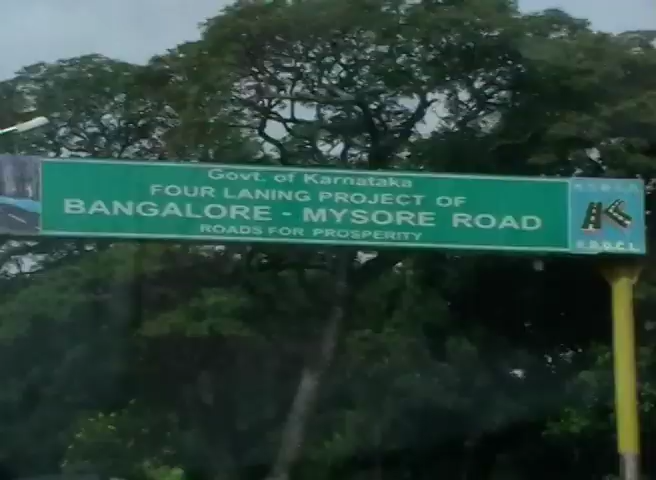 Govt. of Karnataka
FOUR LANING PROJECT OF
BANGALORE - MYSORE ROAD
ROADS FOR PROSPERITY